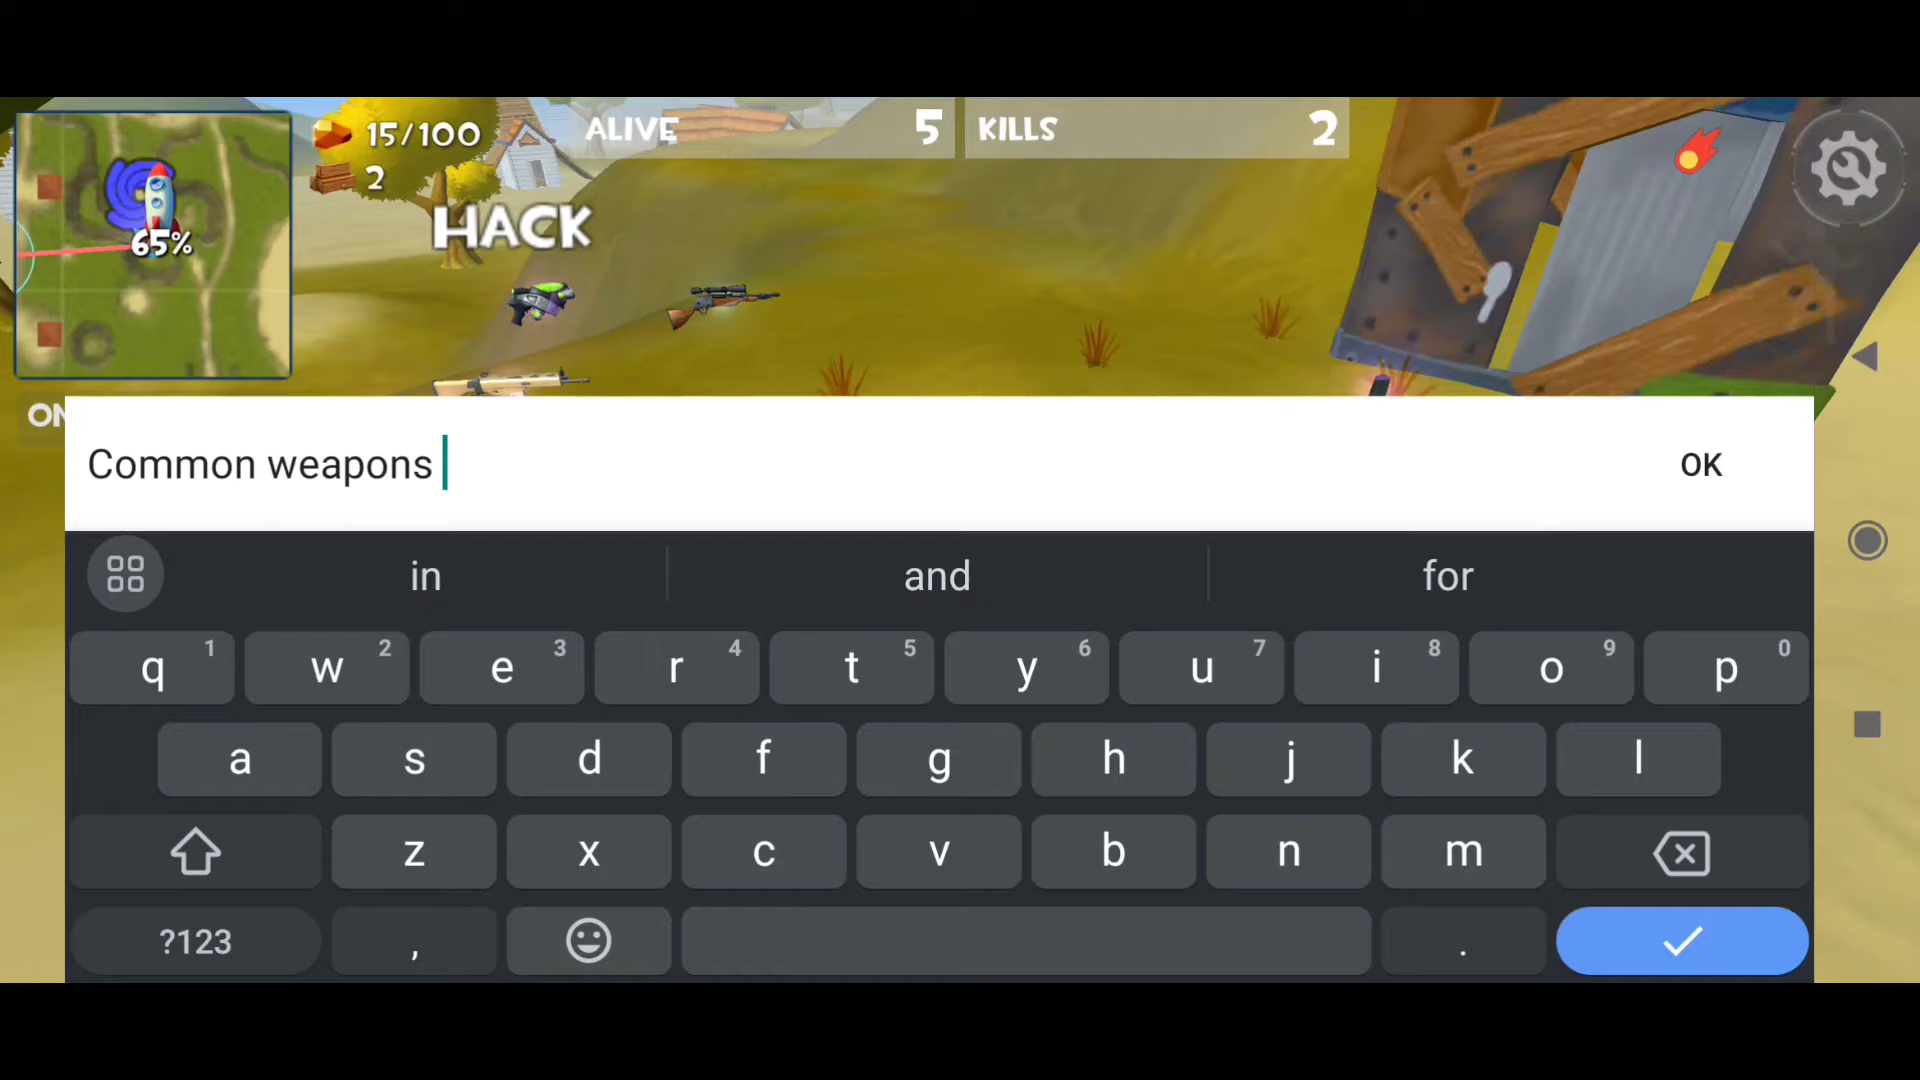 15/100
2
ALIVE 5
KILLS 2
HACK
65%
ON
Common weapons
OK
in and for
q 1 w 2 e 3 r 4 t 5 y 6 u 7 i 8 o 9 p 0
a s d f g h j k l
z x c v b n m
?123 , .